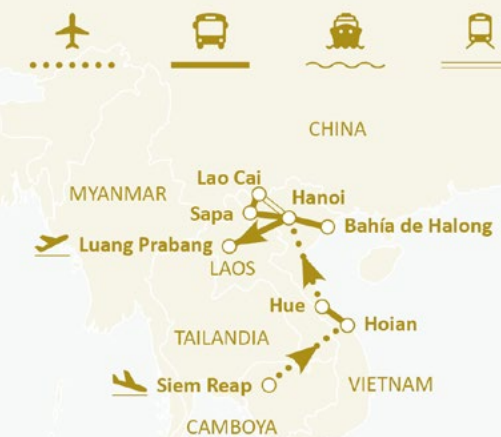 CHINA
Lao Cai
MYANMAR
Hanoi
Sapa
Bahía de Halong
Luang Prabang
LAOS
Hue
Hoian
TAILANDIA
Siem Reap
VIETNAM
CAMBOYA